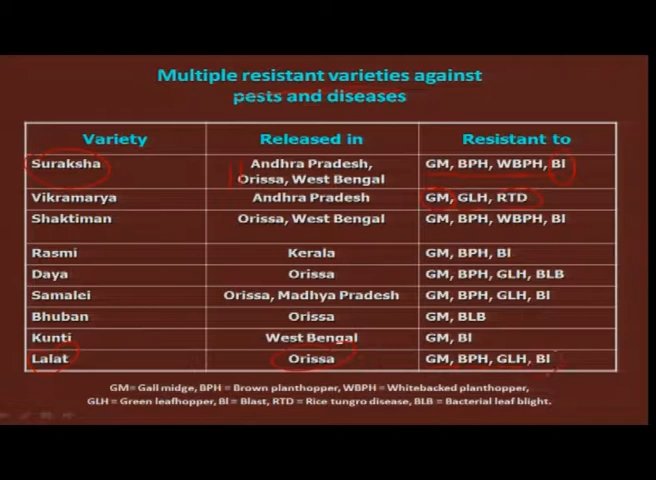 Multiple resistant varieties against
pests and diseases
Variety Released in Resistant to
Suraksha Andhra Pradesh, Orissa, West Bengal GM, BPH, WBPH, Bl
Vikramarya Andhra Pradesh GM, GLH, RTD
Shaktiman Orissa, West Bengal GM, BPH, WBPH, Bl
Rasmi Kerala GM, BPH, Bl
Daya Orissa GM, BPH, GLH, BLB
Samalei Orissa, Madhya Pradesh GM, BPH, GLH, Bl
Bhuban Orissa GM, BLB
Kunti West Bengal GM, Bl
Lalat Orissa GM, BPH, GLH, Bl
GM= Gall midge, BPH = Brown planthopper, WBPH = Whitebacked planthopper,
GLH = Green leafhopper, Bl = Blast, RTD = Rice tungro disease, BLB = Bacterial leaf blight.